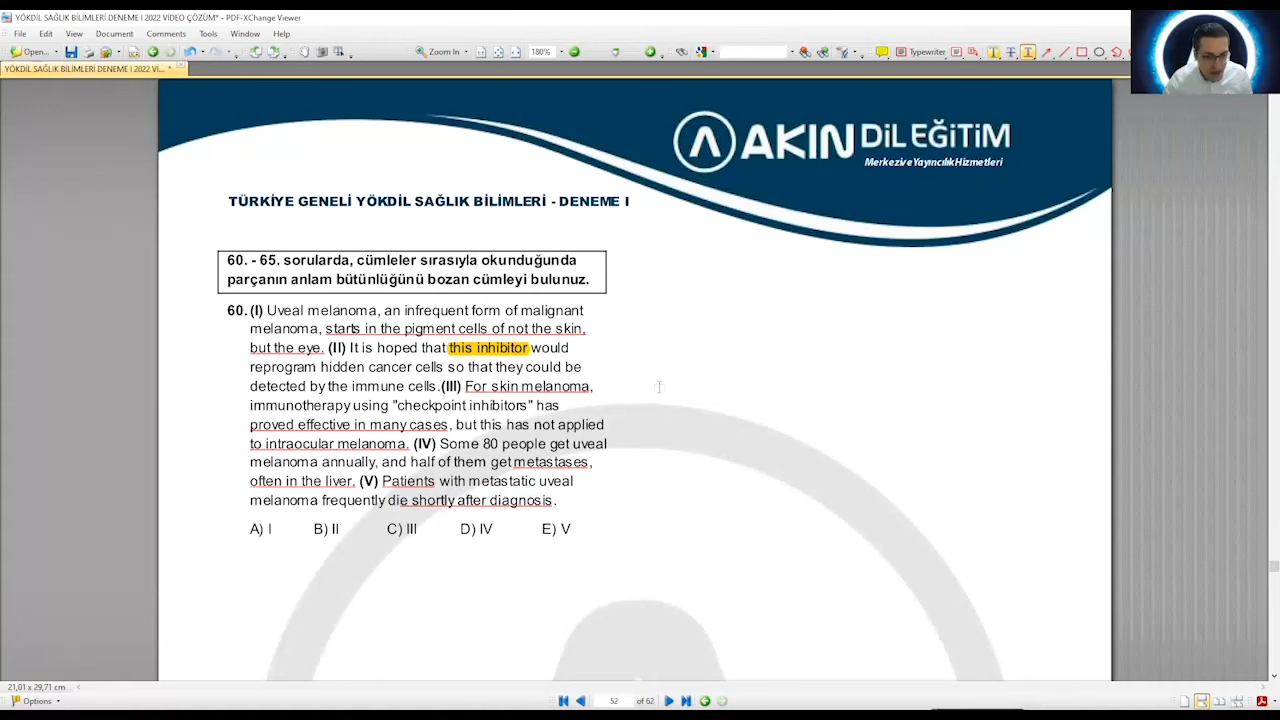 YÖKDİL SAĞLIK BİLİMLERİ DENEME I 2022 VİDEO ÇÖZÜM* - PDF-XChange Viewer
File Edit View Document Comments Tools Window Help
Open... Zoom In 180% Typewriter
YÖKDİL SAĞLIK BİLİMLERİ DENEME I 2022 Vİ... *
AKIN DİL EĞİTİM
Merkezi ve Yayıncılık Hizmetleri
TÜRKİYE GENELİ YÖKDİL SAĞLIK BİLİMLERİ - DENEME I
60. - 65. sorularda, cümleler sırasıyla okunduğunda
parçanın anlam bütünlüğünü bozan cümleyi bulunuz.
60. (I) Uveal melanoma, an infrequent form of malignant
melanoma, starts in the pigment cells of not the skin,
but the eye. (II) It is hoped that this inhibitor would
reprogram hidden cancer cells so that they could be
detected by the immune cells. (III) For skin melanoma,
immunotherapy using "checkpoint inhibitors" has
proved effective in many cases, but this has not applied
to intraocular melanoma. (IV) Some 80 people get uveal
melanoma annually, and half of them get metastases,
often in the liver. (V) Patients with metastatic uveal
melanoma frequently die shortly after diagnosis.
A) I B) II C) III D) IV E) V
21,01 x 29,71 cm
Options 52 of 62